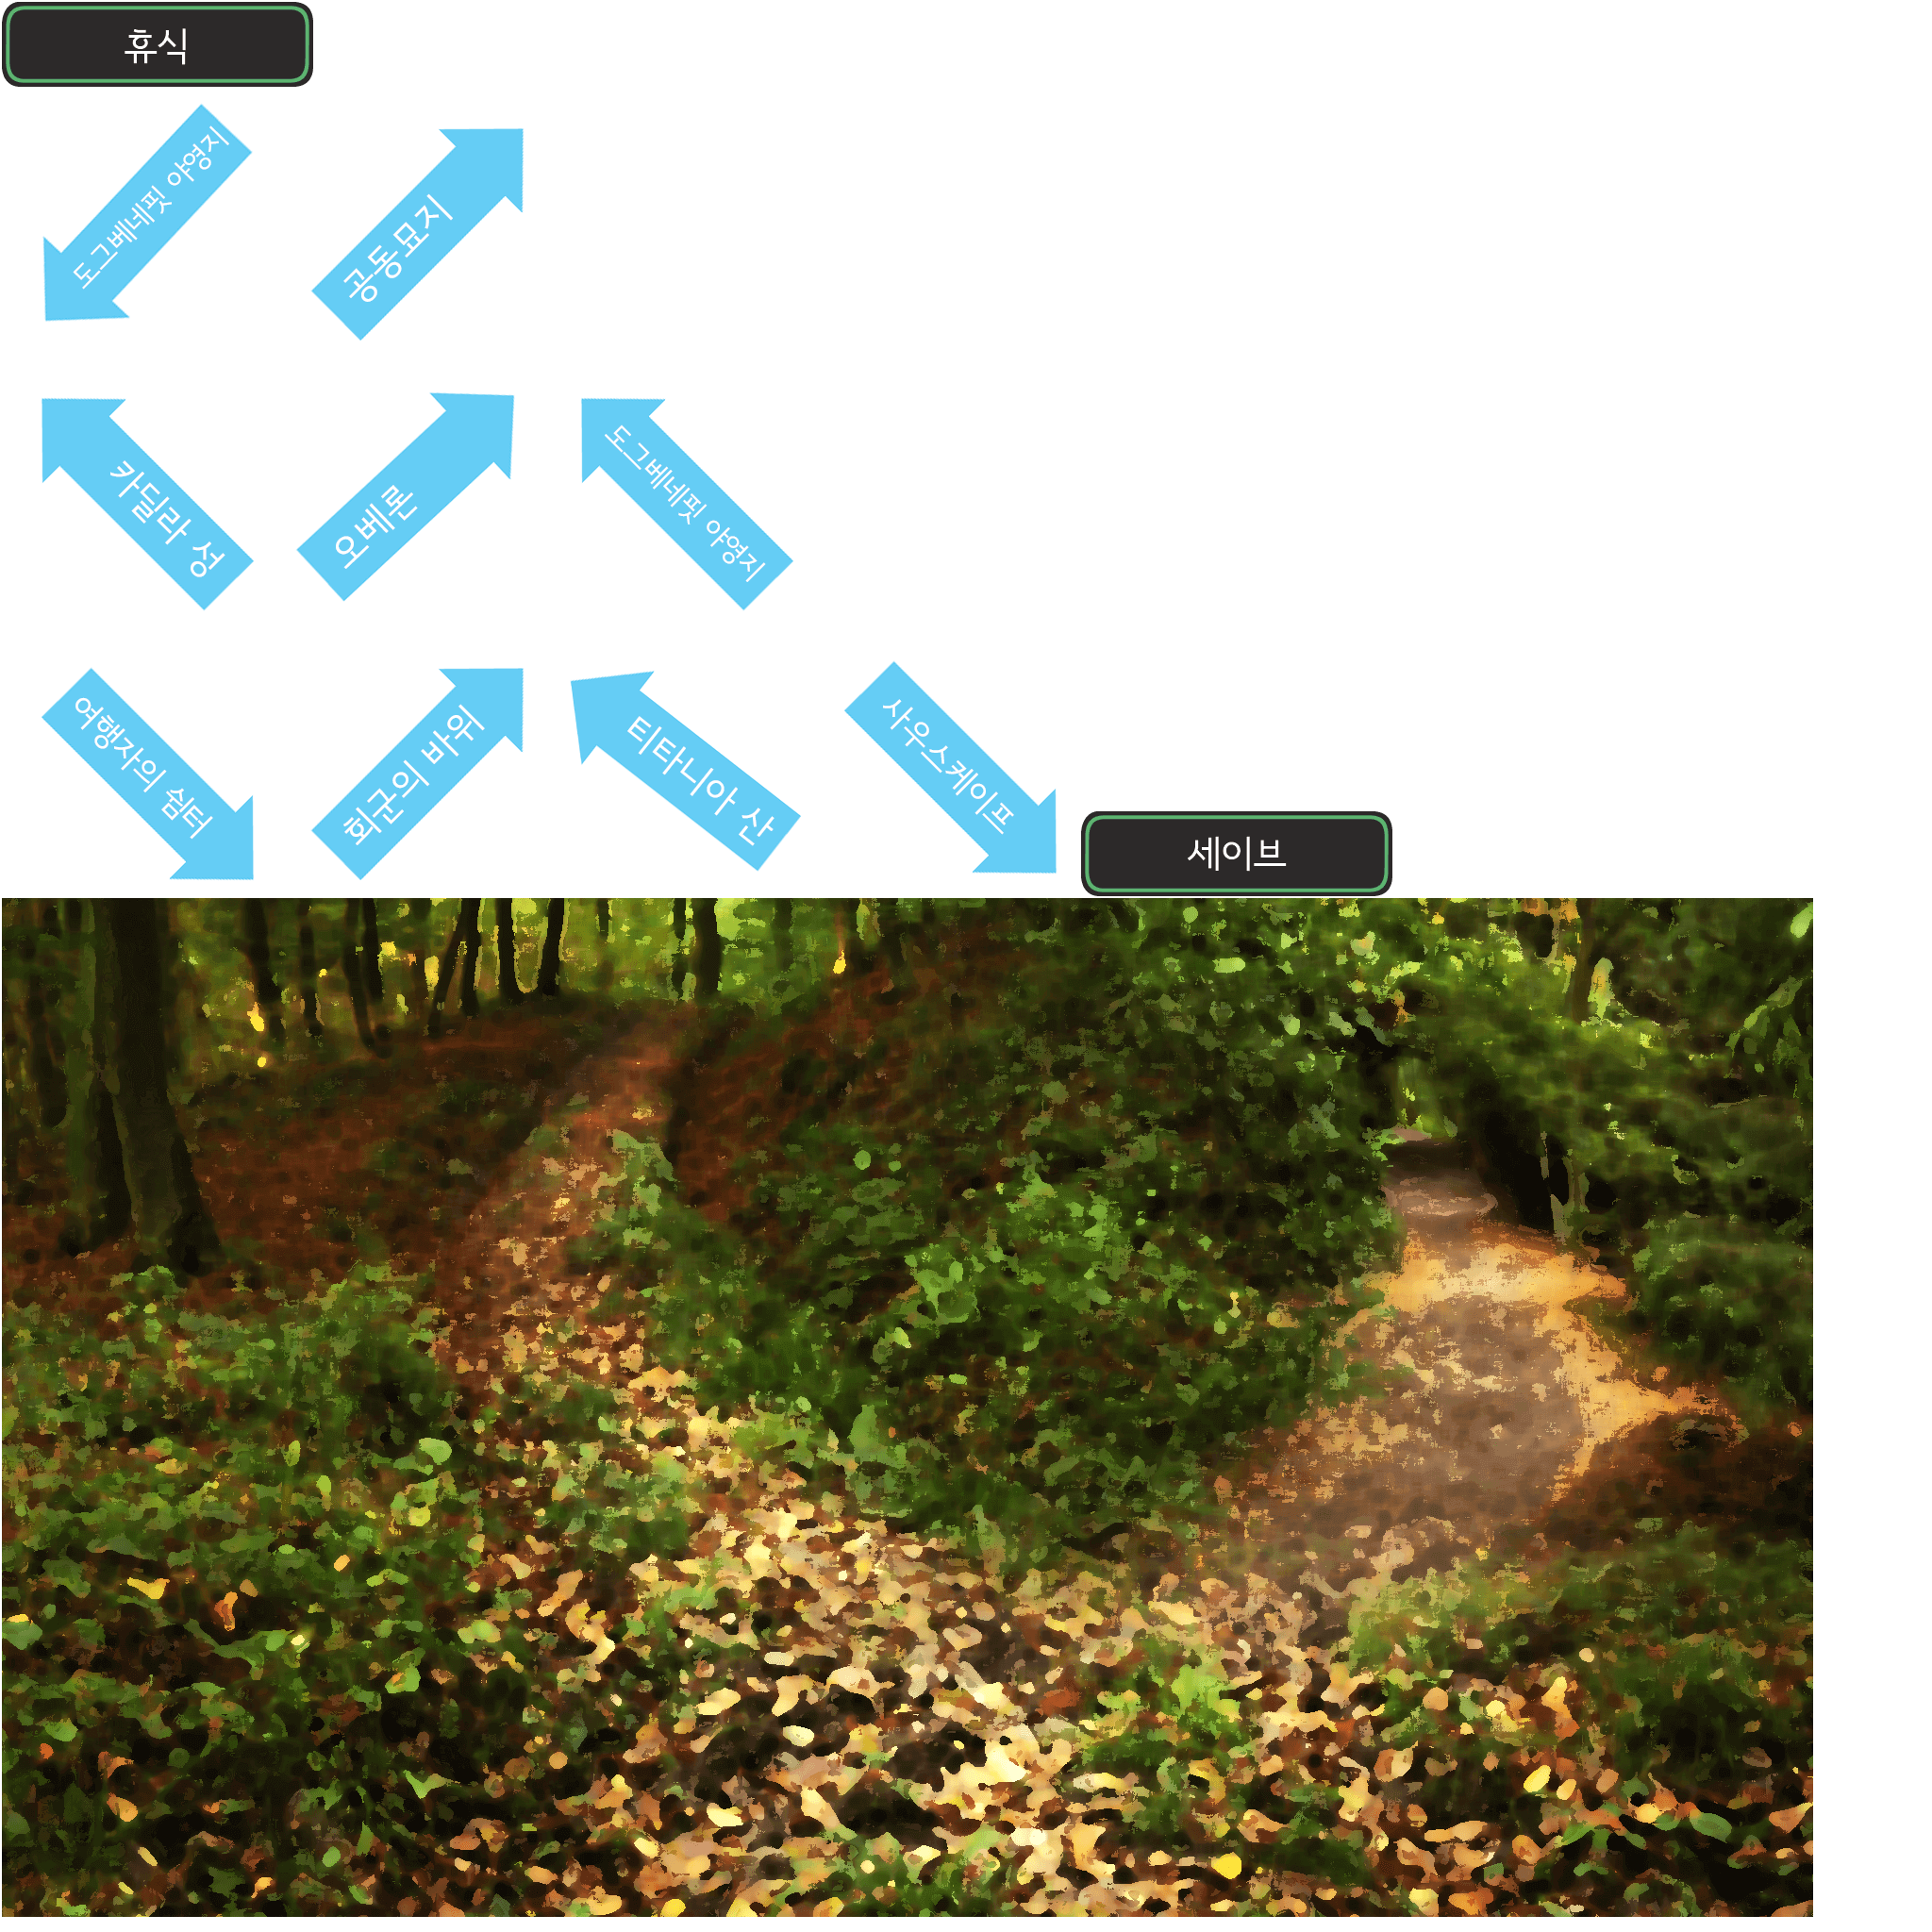 휴식
도그베네핏 야영지
공동묘지
카딜라 성
오베론
도그베네핏 야영지
여행자의 쉼터
회군의 바위
티타니아 산
사우스케이프
세이브